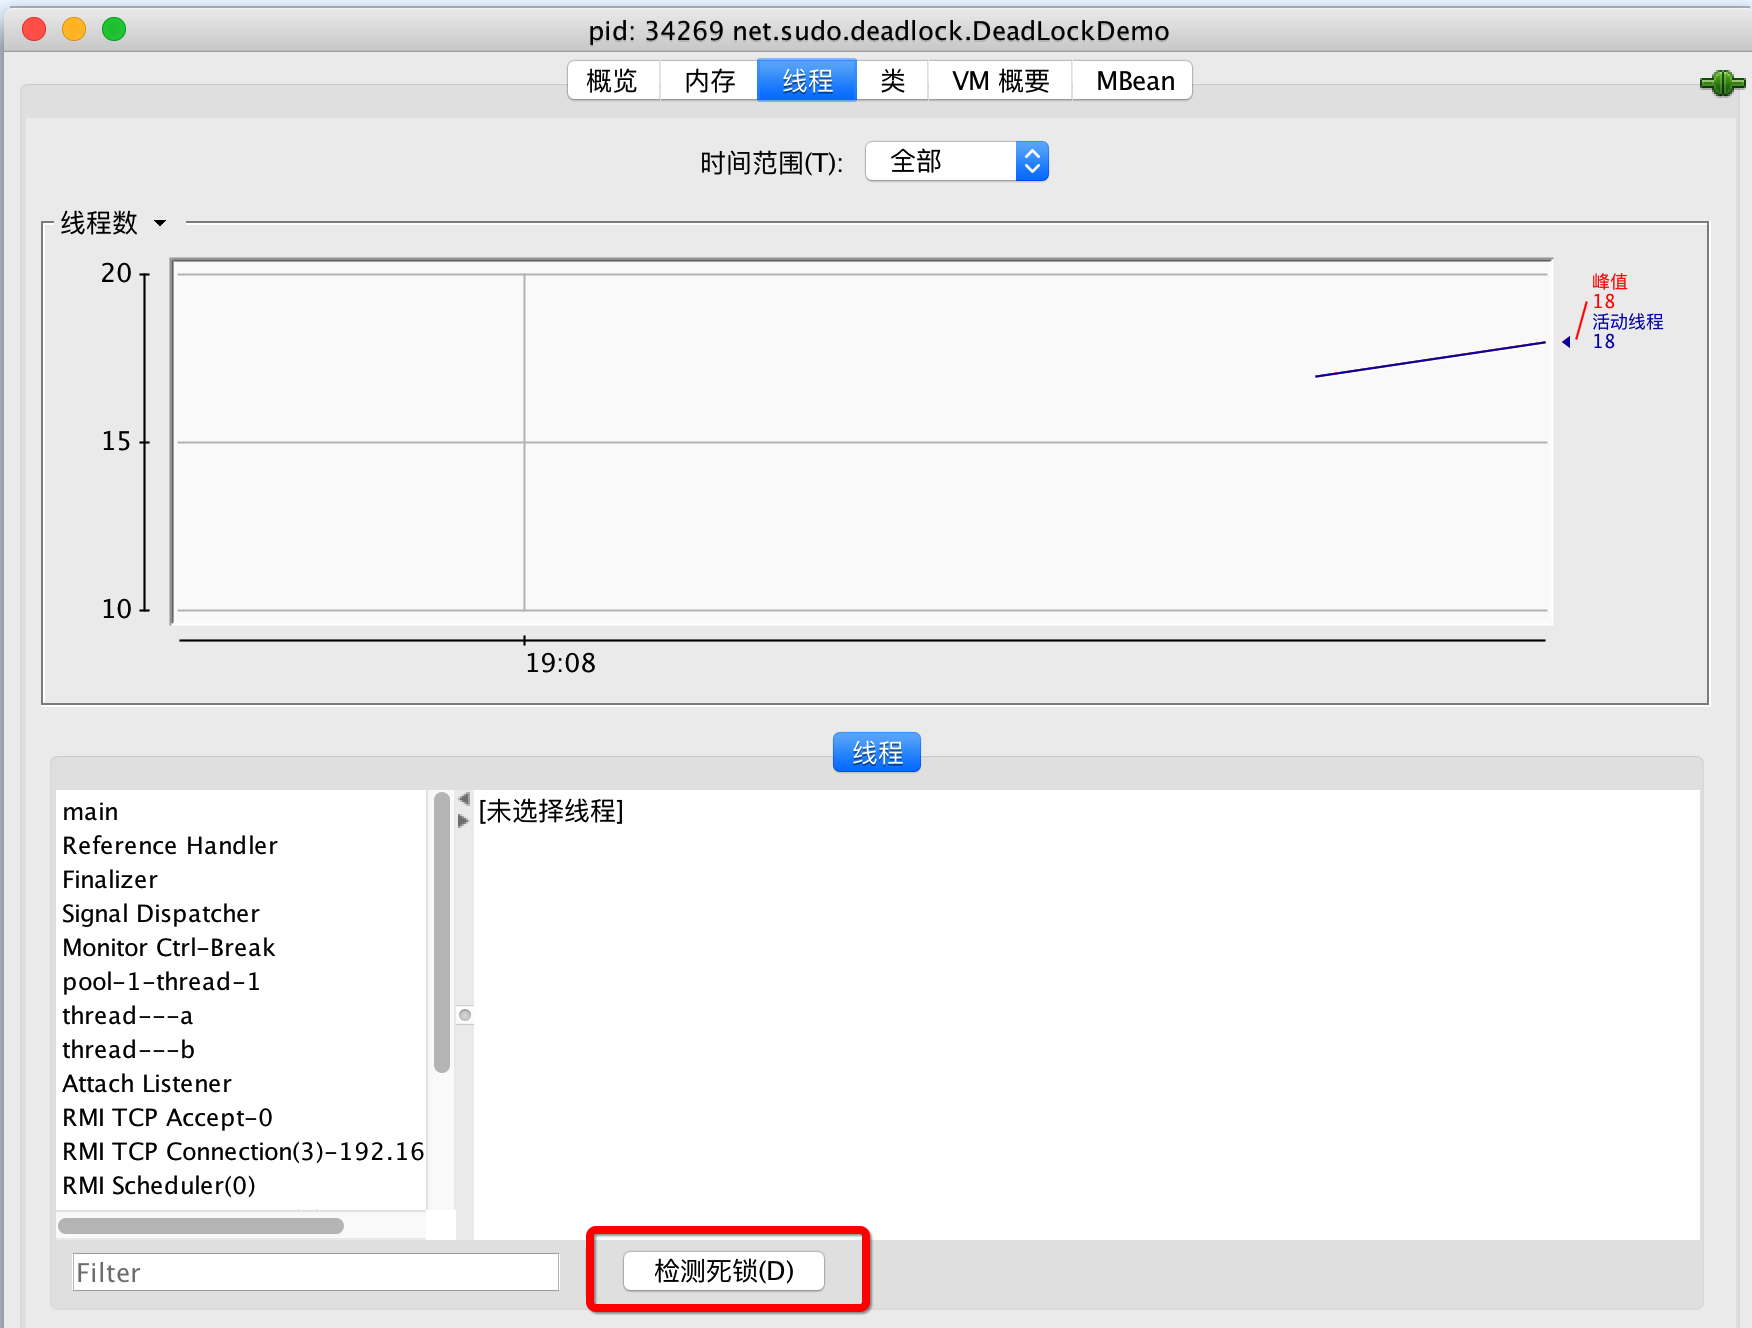 pid: 34269 net.sudo.deadlock.DeadLockDemo
概览 内存 线程 类 VM 概要 MBean
时间范围(T): 全部
线程数
20
15
10
19:08
峰值
18
活动线程
18
线程
main
Reference Handler
Finalizer
Signal Dispatcher
Monitor Ctrl-Break
pool-1-thread-1
thread---a
thread---b
Attach Listener
RMI TCP Accept-0
RMI TCP Connection(3)-192.16
RMI Scheduler(0)
[未选择线程]
Filter
检测死锁(D)